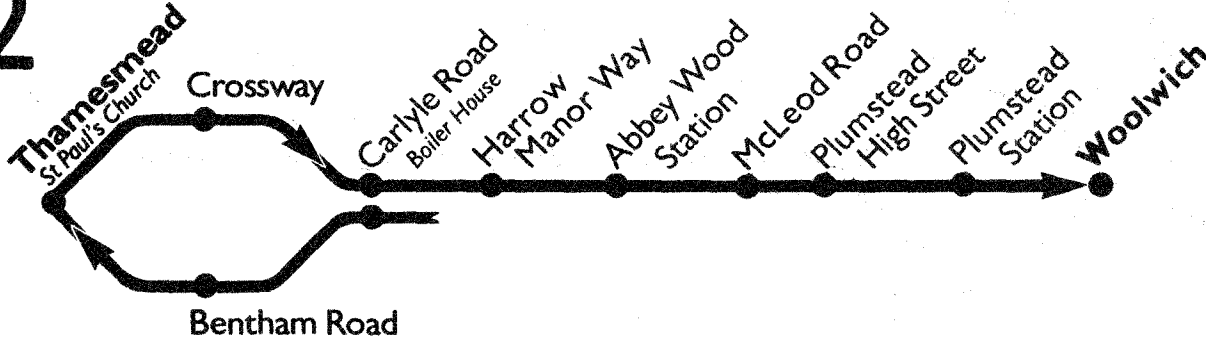 2
Thamesmead
St Paul's Church
Crossway
Carlyle Road
Boiler House
Harrow
Manor Way
Abbey Wood
Station
McLeod Road
Plumstead
High Street
Plumstead
Station
Woolwich
Bentham Road